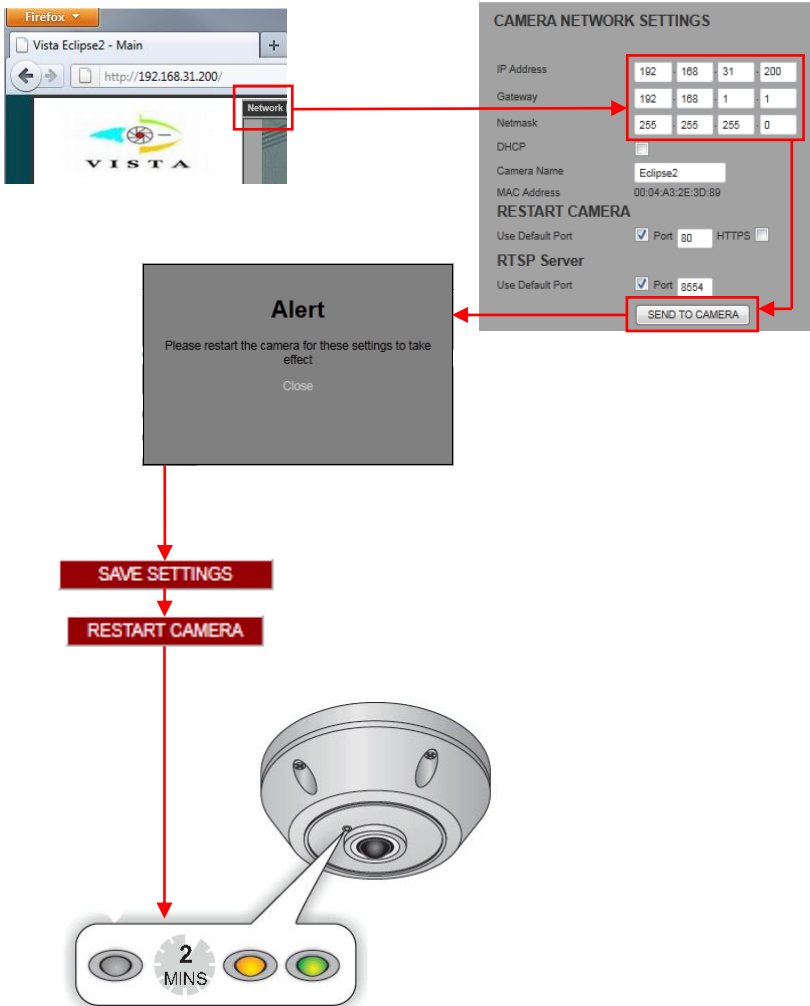 Firefox
Vista Eclipse2 - Main
http://192.168.31.200/
Network
VISTA
CAMERA NETWORK SETTINGS
IP Address 192 . 168 . 31 . 200
Gateway 192 . 168 . 1 . 1
Netmask 255 . 255 . 255 . 0
DHCP
Camera Name Eclipse2
MAC Address 00:04:A3:2E:3D:89
RESTART CAMERA
Use Default Port Port 80 HTTPS
RTSP Server
Use Default Port Port 8554
SEND TO CAMERA
Alert
Please restart the camera for these settings to take
effect
Close
SAVE SETTINGS
RESTART CAMERA
2
MINS